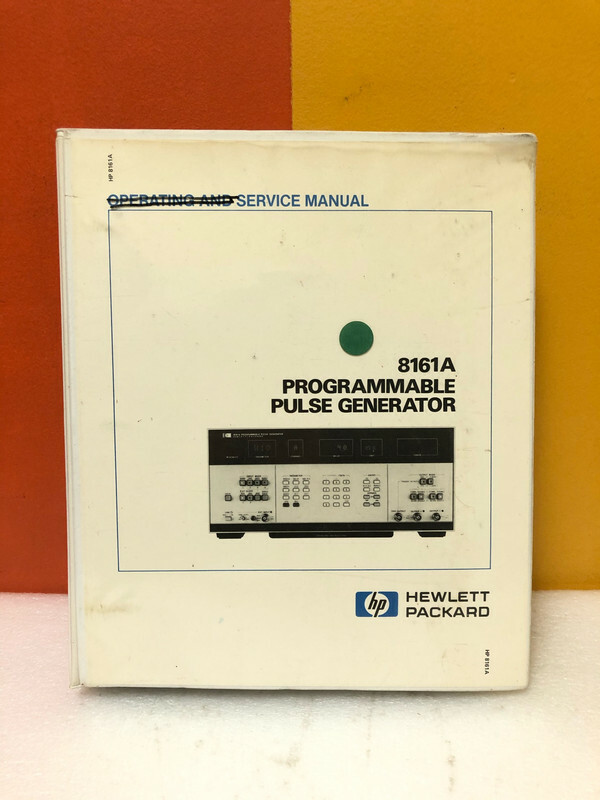 HP 8161A
OPERATING AND SERVICE MANUAL
8161A
PROGRAMMABLE
PULSE GENERATOR
hp HEWLETT
PACKARD
HP 8161A